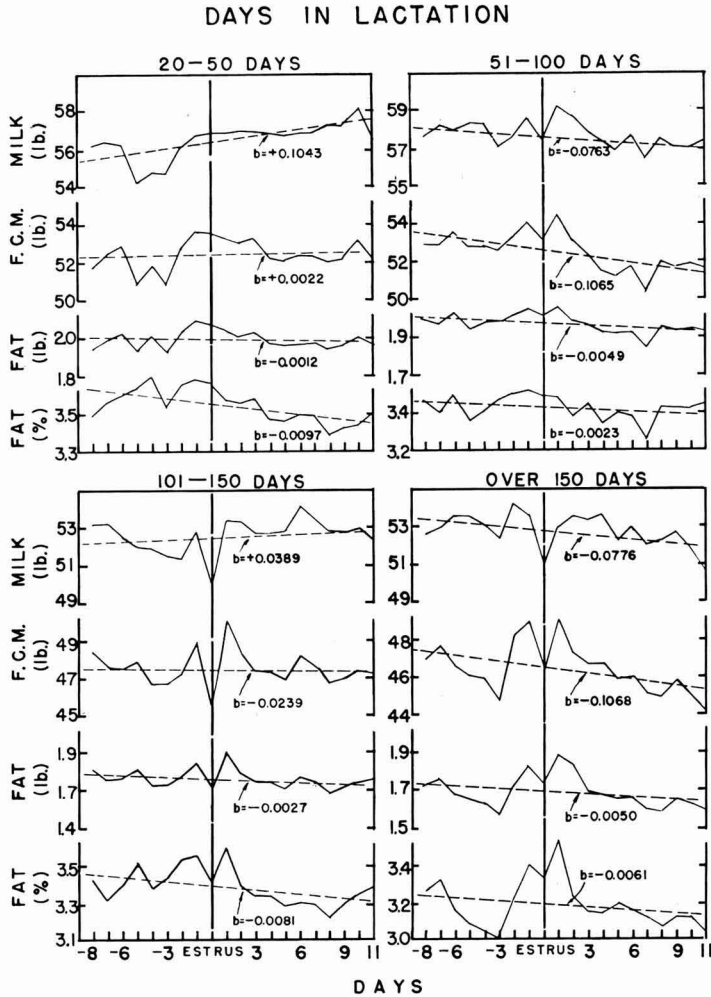 DAYS IN LACTATION
20-50 DAYS
MILK (lb.)
58
56
54
b=+0.1043
F.C.M. (lb.)
54
52
50
b=+0.0022
FAT (lb.)
2.0
1.8
b=-0.0012
FAT (%)
3.5
3.3
b=-0.0097
51-100 DAYS
59
57
55
b=-0.0763
54
52
50
b=-0.1065
1.9
1.7
b=-0.0049
3.4
3.2
b=-0.0023
101-150 DAYS
MILK (lb.)
53
51
49
b=+0.0389
F.C.M. (lb.)
49
47
45
b=-0.0239
FAT (lb.)
1.9
1.7
1.4
b=-0.0027
FAT (%)
3.5
3.3
3.1
b=-0.0081
-8 -6 -3 ESTRUS 3 6 8 11
OVER 150 DAYS
53
51
49
b=-0.0776
48
46
44
b=-0.1068
1.9
1.7
1.5
b=-0.0050
3.4
3.2
3.0
b=-0.0061
-8 -6 -3 ESTRUS 3 6 9 11
DAYS